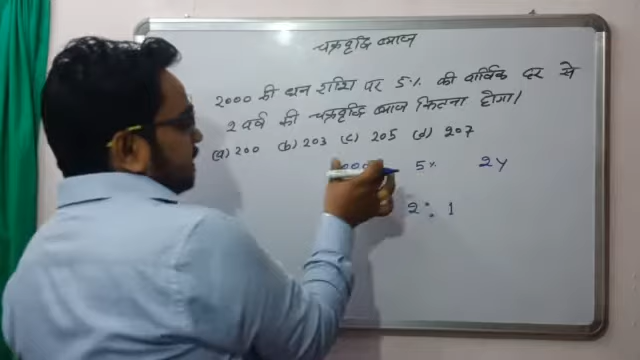 चक्रवृद्धि ब्याज
2000 की धन राशि पर 5% की वार्षिक दर से
2 वर्ष की चक्रवृद्धि ब्याज कितना होगा।
(a) 200 (b) 203 (c) 205 (d) 207
5% 2y
2 : 1